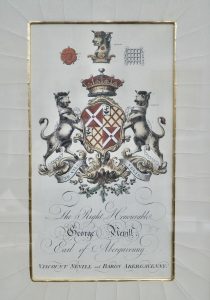 The Right Honourable
George Nevill,
Earl of Abergavenny
VISCOUNT NEVILL and BARON ABERGAVENNY.